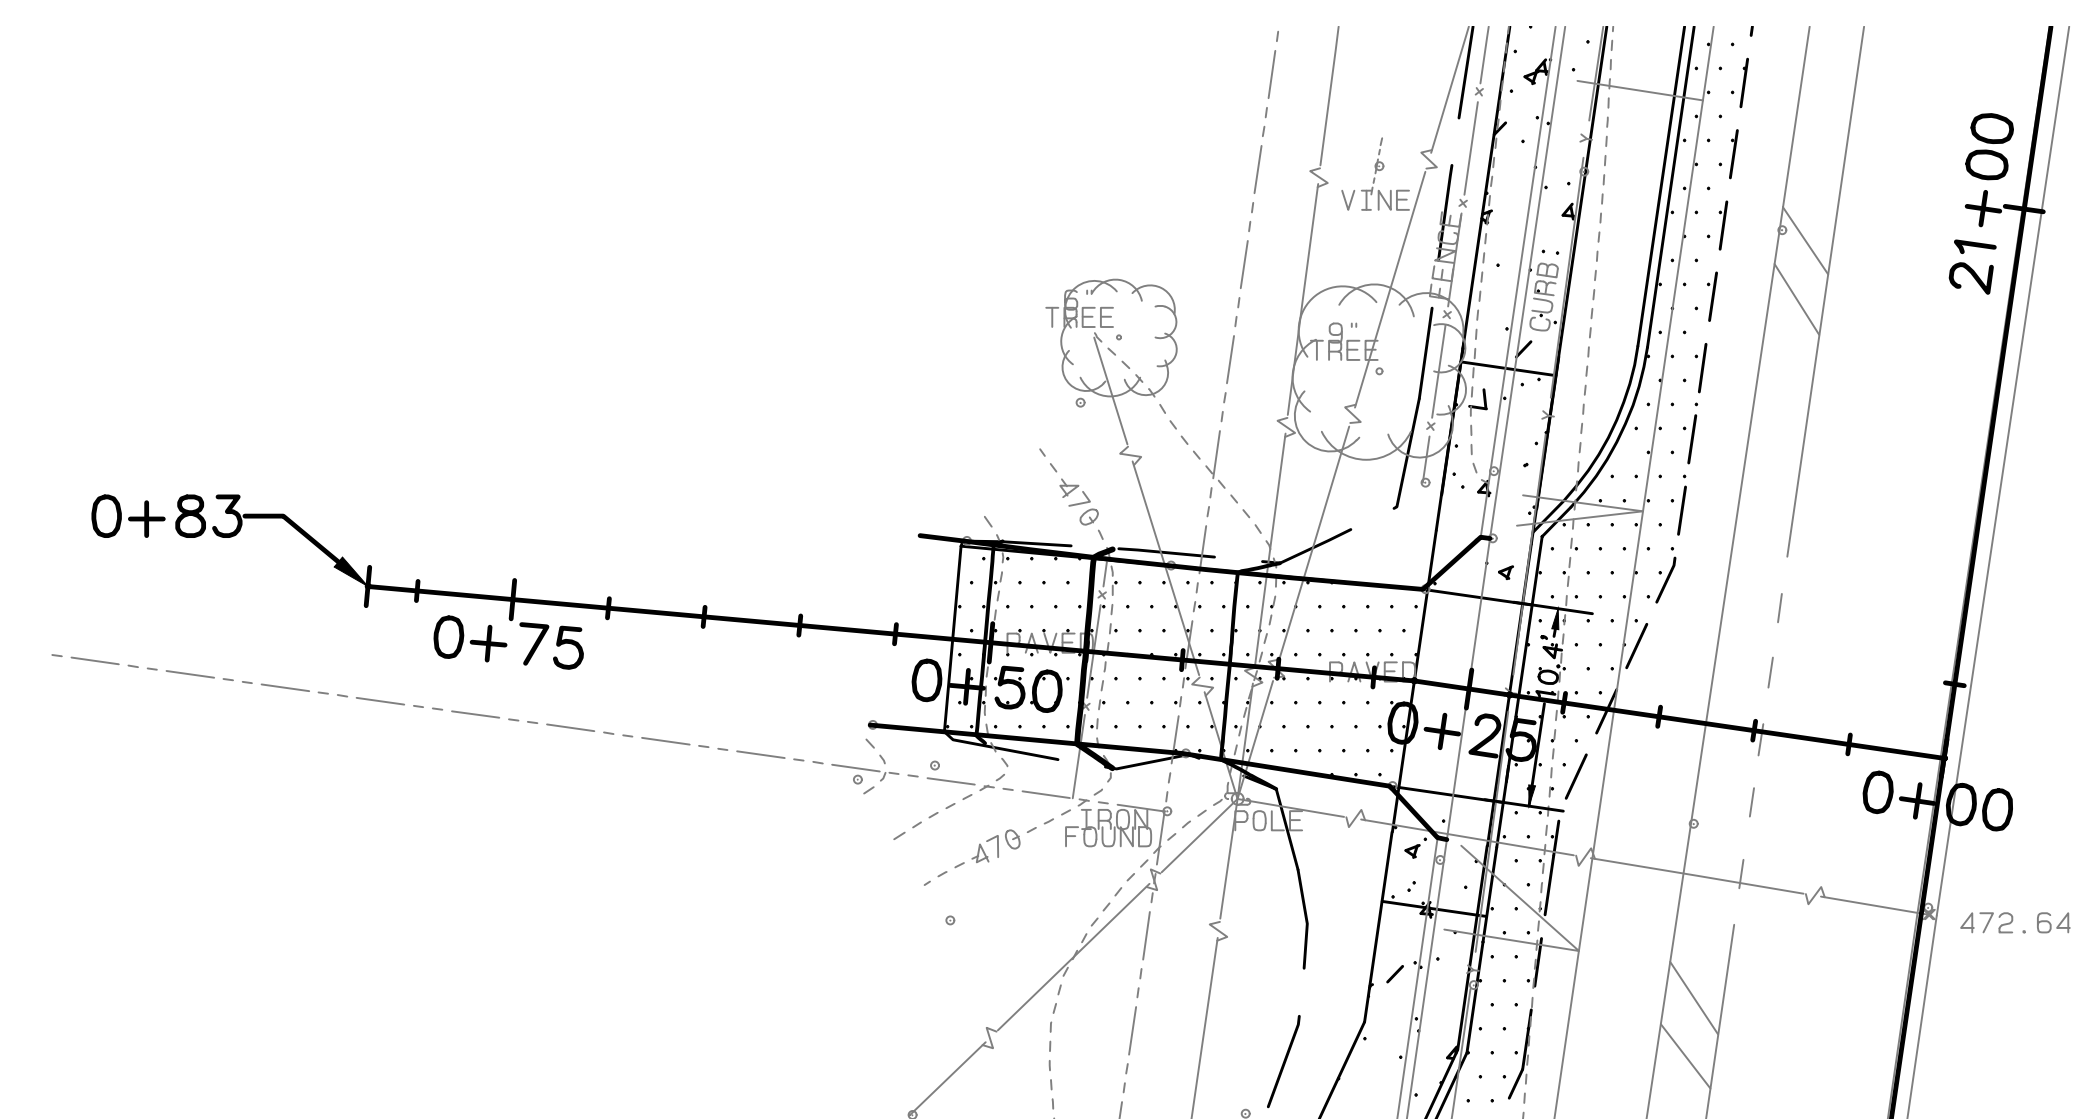 21+00
VINE
FENCE
CURB
6"
TREE
9"
TREE
470
0+83
0+75
PAVED
0+50
PAVED
10.4'
0+25
0+00
IRON
FOUND
POLE
470
472.64